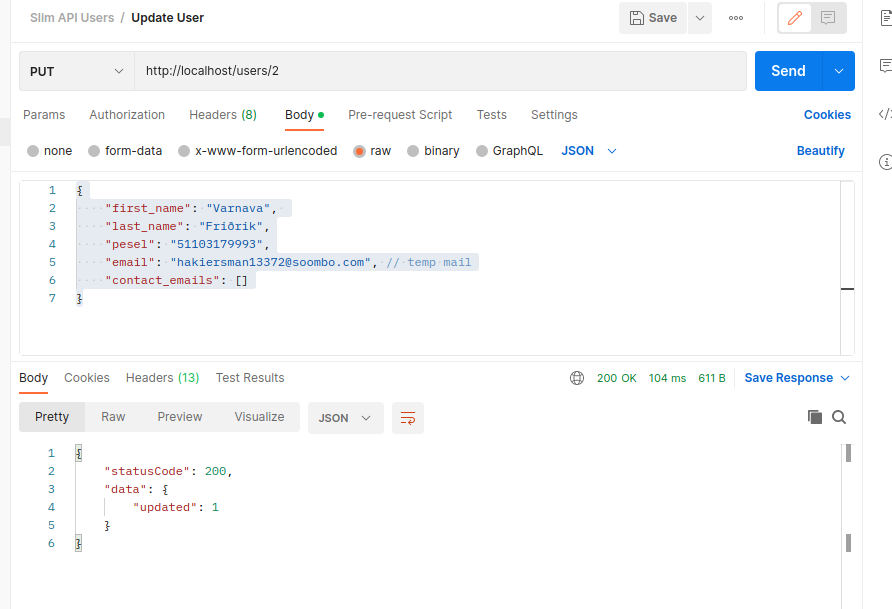 Slim API Users / Update User
Save
PUT http://localhost/users/2 Send
Params Authorization Headers (8) Body Pre-request Script Tests Settings Cookies
none form-data x-www-form-urlencoded raw binary GraphQL JSON Beautify
1 {
2 "first_name": "Varnava",
3 "last_name": "Friðrik",
4 "pesel": "51103179993",
5 "email": "hakiersman13372@soombo.com", // temp mail
6 "contact_emails": []
7 }
Body Cookies Headers (13) Test Results 200 OK 104 ms 611 B Save Response
Pretty Raw Preview Visualize JSON
1 {
2 "statusCode": 200,
3 "data": {
4 "updated": 1
5 }
6 }